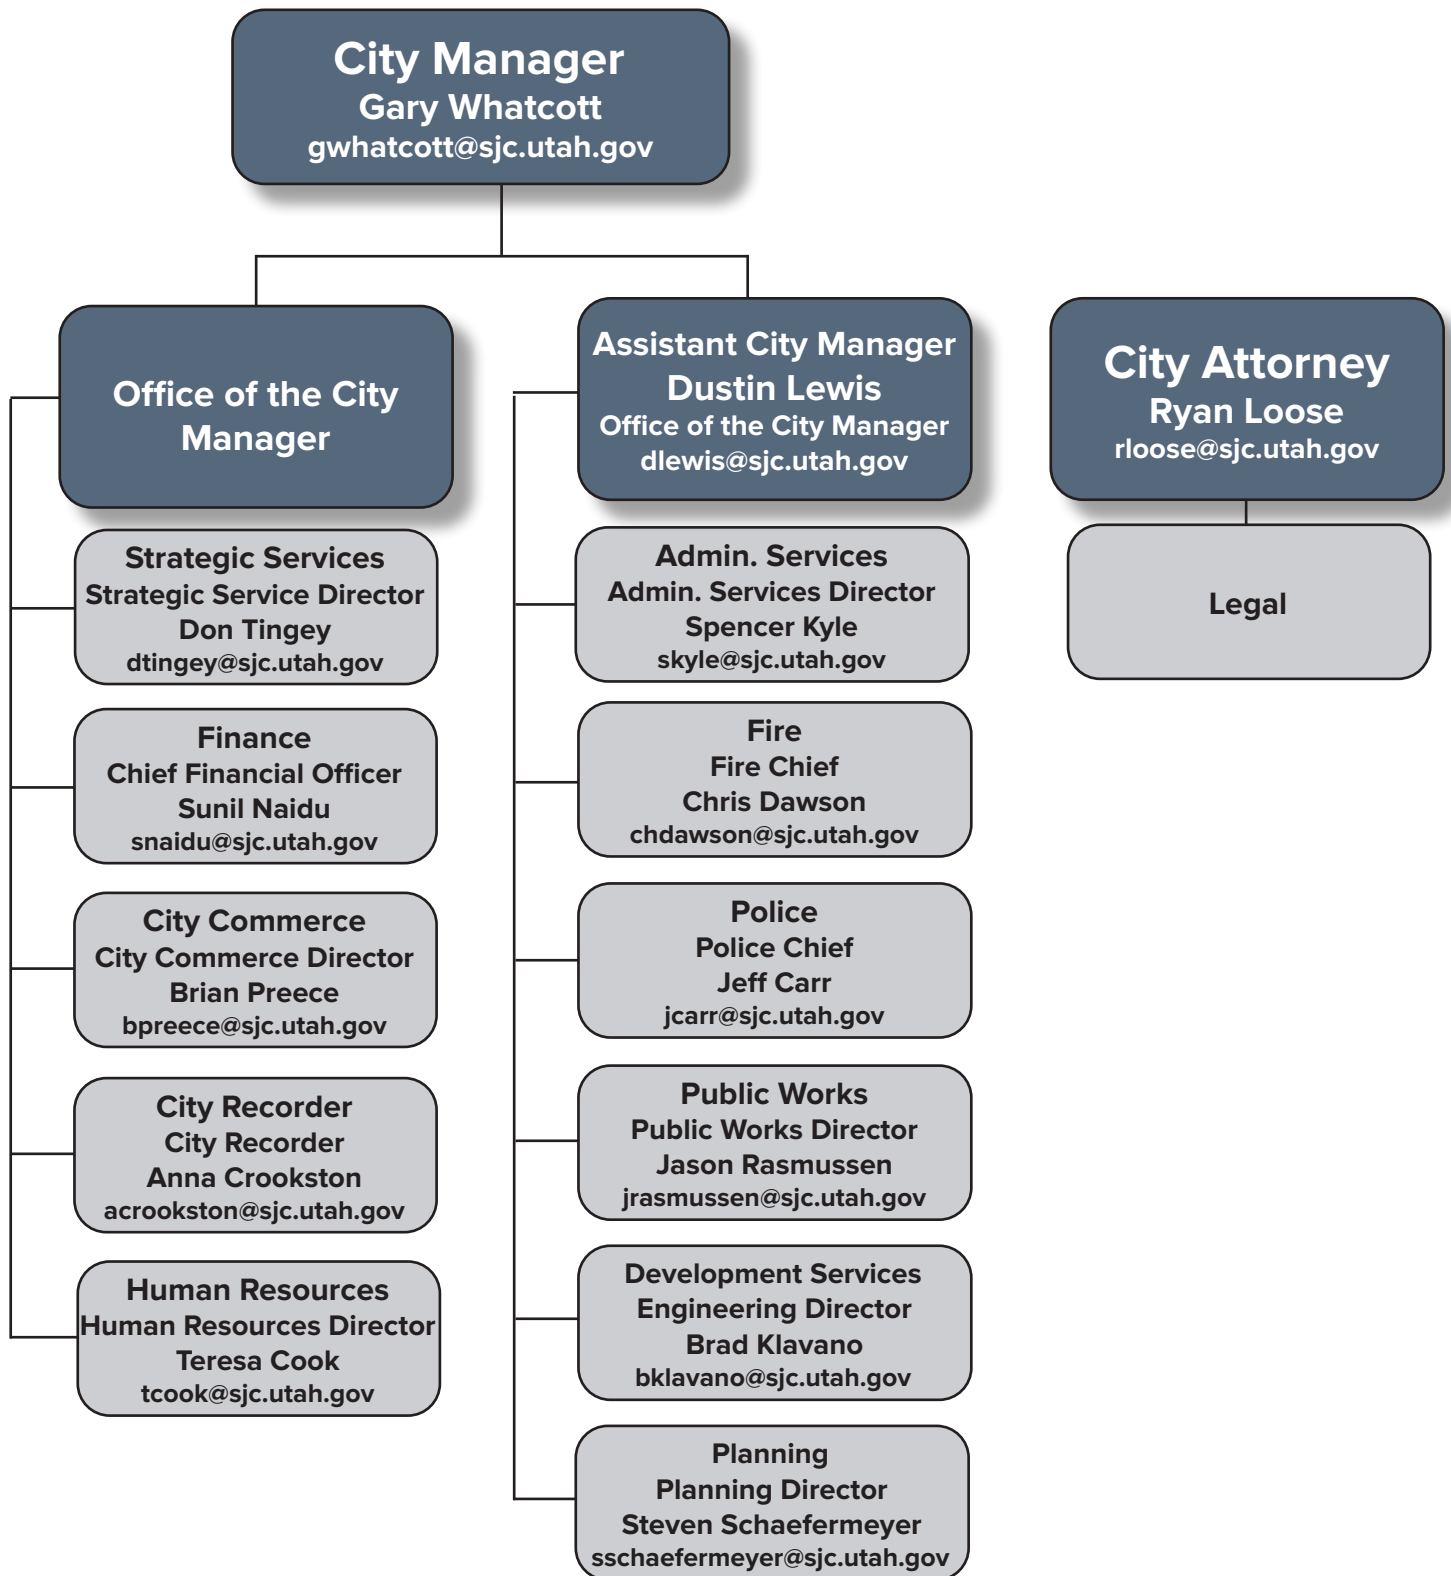 City Manager
Gary Whatcott
gwhatcott@sjc.utah.gov
Office of the City
Manager
Assistant City Manager
Dustin Lewis
Office of the City Manager
dlewis@sjc.utah.gov
City Attorney
Ryan Loose
rloose@sjc.utah.gov
Strategic Services
Strategic Service Director
Don Tingey
dtingey@sjc.utah.gov
Finance
Chief Financial Officer
Sunil Naidu
snaidu@sjc.utah.gov
City Commerce
City Commerce Director
Brian Preece
bpreece@sjc.utah.gov
City Recorder
City Recorder
Anna Crookston
acrookston@sjc.utah.gov
Human Resources
Human Resources Director
Teresa Cook
tcook@sjc.utah.gov
Admin. Services
Admin. Services Director
Spencer Kyle
skyle@sjc.utah.gov
Fire
Fire Chief
Chris Dawson
chdawson@sjc.utah.gov
Police
Police Chief
Jeff Carr
jcarr@sjc.utah.gov
Public Works
Public Works Director
Jason Rasmussen
jrasmussen@sjc.utah.gov
Development Services
Engineering Director
Brad Klavano
bklavano@sjc.utah.gov
Planning
Planning Director
Steven Schaefermeyer
sschaefermeyer@sjc.utah.gov
Legal